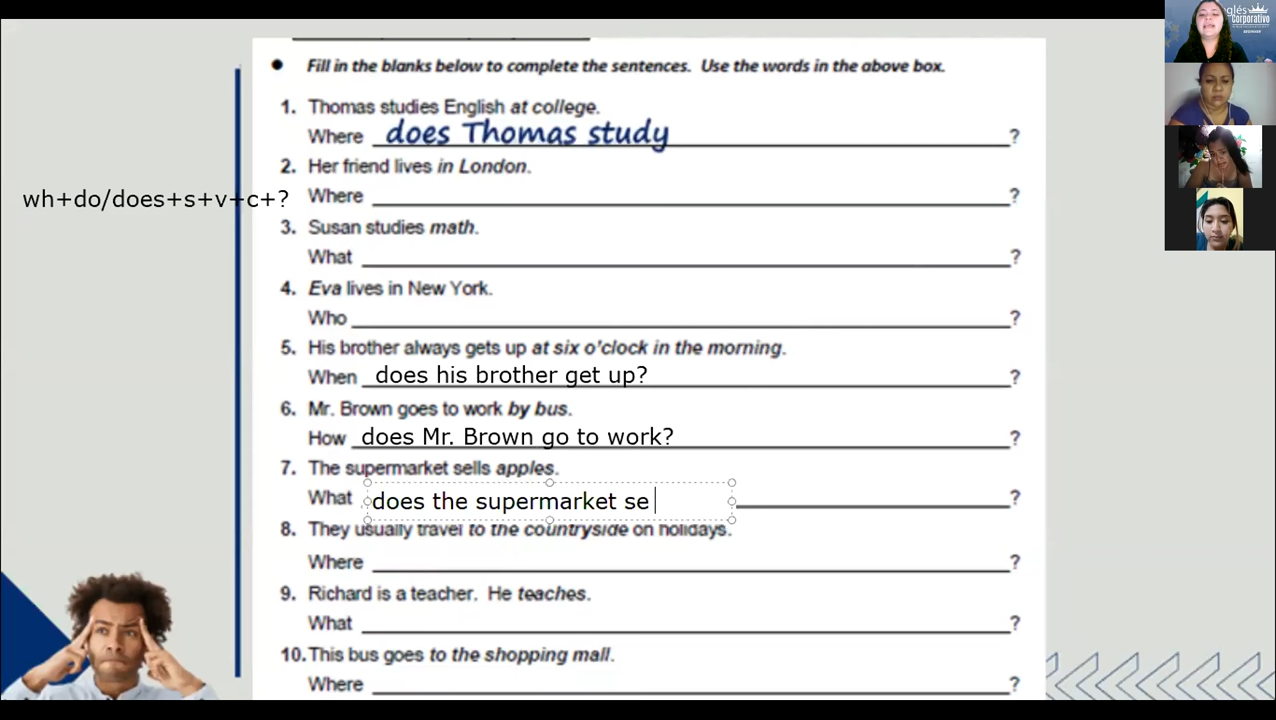 Fill in the blanks below to complete the sentences. Use the words in the above box.
1. Thomas studies English at college.
Where does Thomas study ?
2. Her friend lives in London.
wh+do/does+s+v+c+?
Where ?
3. Susan studies math.
What ?
4. Eva lives in New York.
Who ?
5. His brother always gets up at six o'clock in the morning.
When does his brother get up? ?
6. Mr. Brown goes to work by bus.
How does Mr. Brown go to work? ?
7. The supermarket sells apples.
What does the supermarket se ?
8. They usually travel to the countryside on holidays.
Where ?
9. Richard is a teacher. He teaches.
What ?
10. This bus goes to the shopping mall.
Where ?
Corporativo
BEGINNER